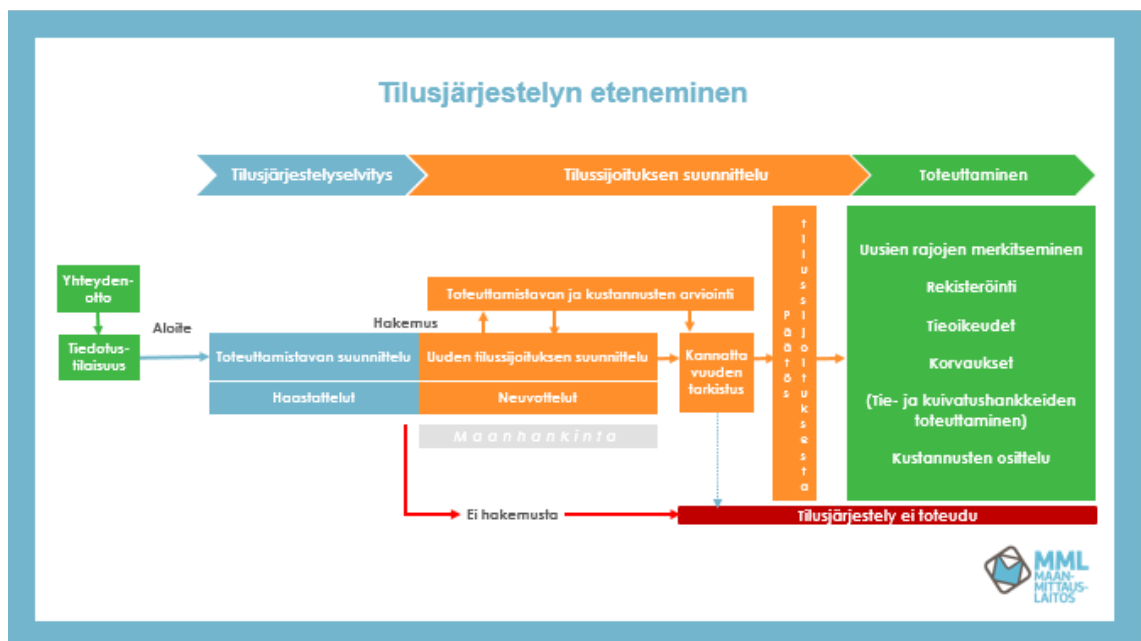 Tilusjärjestelyn eteneminen
Tilusjärjestelyselvitys
Tilussijoituksen suunnittelu
Toteuttaminen
Yhteyden-
otto
Tiedotus-
tilaisuus
Aloite
Toteuttamistavan suunnittelu
Haastattelut
Hakemus
Toteuttamistavan ja kustannusten arviointi
Uuden tilussijoituksen suunnittelu
Neuvottelut
Maanhankinta
Kannatta
vuuden
tarkistus
Päätös
tilussijoituksesta
Uusien rajojen merkitseminen
Rekisteröinti
Tieoikeudet
Korvaukset
(Tie- ja kuivatushankkeiden
toteuttaminen)
Kustannusten osittelu
Ei hakemusta
Tilusjärjestely ei toteudu
MML
MAAN-
MITTAUS-
LAITOS